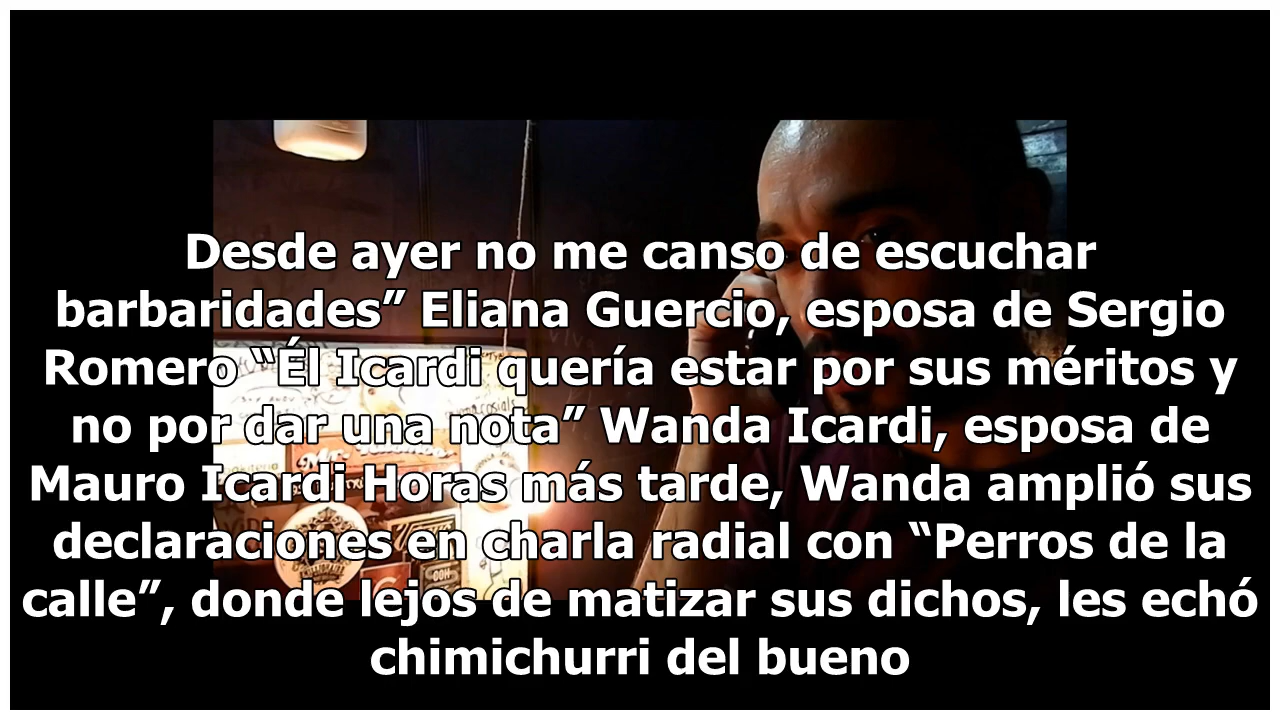 Desde ayer no me canso de escuchar
barbaridades” Eliana Guercio, esposa de Sergio
Romero “Él Icardi quería estar por sus méritos y
no por dar una nota” Wanda Icardi, esposa de
Mauro Icardi Horas más tarde, Wanda amplió sus
declaraciones en charla radial con “Perros de la
calle”, donde lejos de matizar sus dichos, les echó
chimichurri del bueno